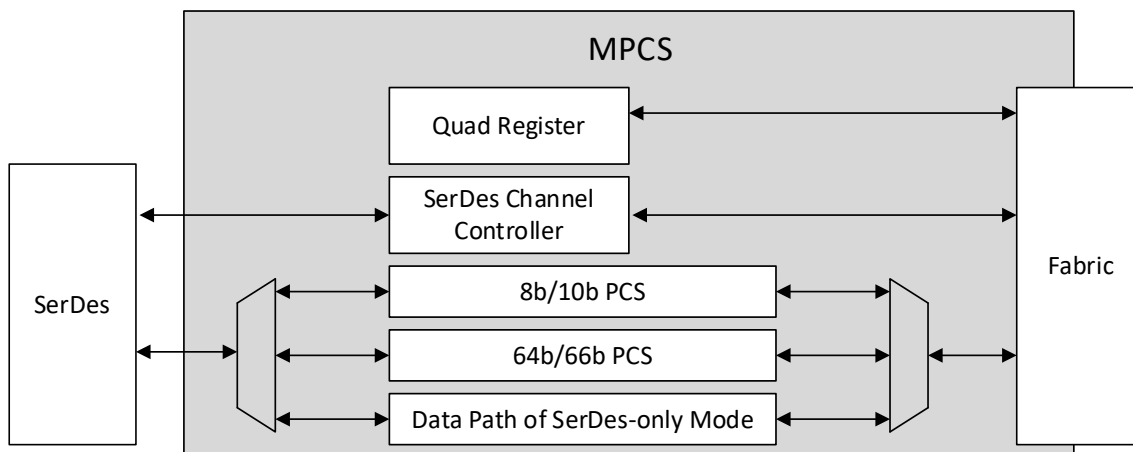 MPCS
Quad Register
SerDes Channel
Controller
SerDes
Fabric
8b/10b PCS
64b/66b PCS
Data Path of SerDes-only Mode